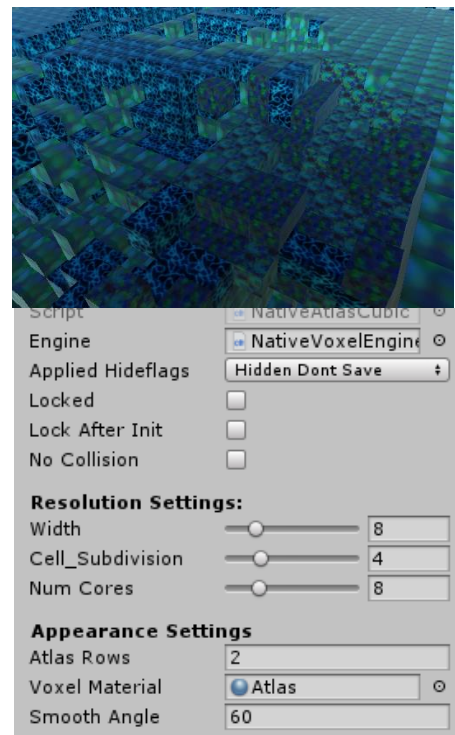 Script NativeAtlasCubic
Engine NativeVoxelEngine
Applied Hideflags Hidden Dont Save
Locked
Lock After Init
No Collision
Resolution Settings:
Width 8
Cell_Subdivision 4
Num Cores 8
Appearance Settings
Atlas Rows 2
Voxel Material Atlas
Smooth Angle 60